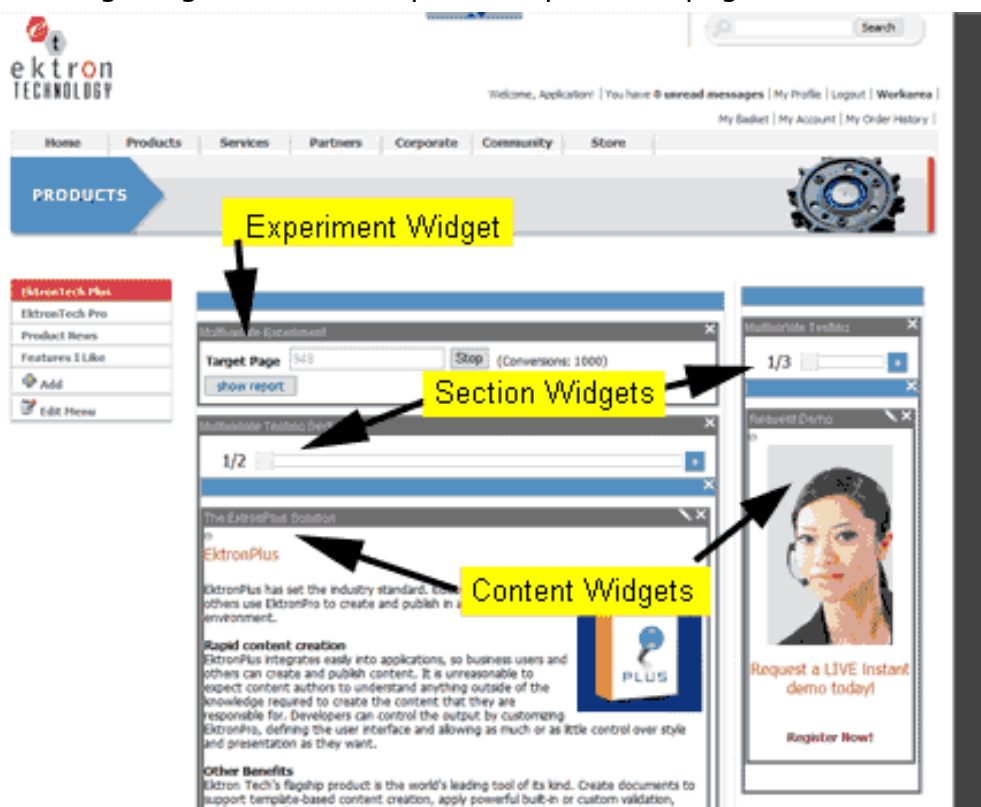 Search
ektron
TECHNOLOGY
Welcome, Application! | You have 0 unread messages | My Profile | Logout | Workarea |
My Basket | My Account | My Order History |
Home Products Services Partners Corporate Community Store
PRODUCTS
Experiment Widget
EktronTech Plus
EktronTech Pro
Product News
Features I Like
Add
Edit Menu
Multivariate Experiment
Target Page 948 Stop (Conversions: 1000)
show report
Multivariate Testing
1/3
Section Widgets
Multivariate Testing
1/2
Request Demo
The EktronPlus Solution
EktronPlus
Content Widgets
EktronPlus has set the industry standard.
others use EktronPro to create and publish in a
environment.
Rapid content creation
EktronPlus integrates easily into applications, so business users and
others can create and publish content. It is unreasonable to
expect content authors to understand anything outside of the
knowledge required to create the content that they are
responsible for. Developers can control the output by customizing
EktronPro, defining the user interface and allowing as much or as little control over style
and presentation as they want.
PLUS
Request a LIVE Instant
demo today!
Register Now!
Other Benefits
Ektron Tech's flagship product is the world's leading tool of its kind. Create documents to
support template-based content creation, apply powerful built-in or custom validation,